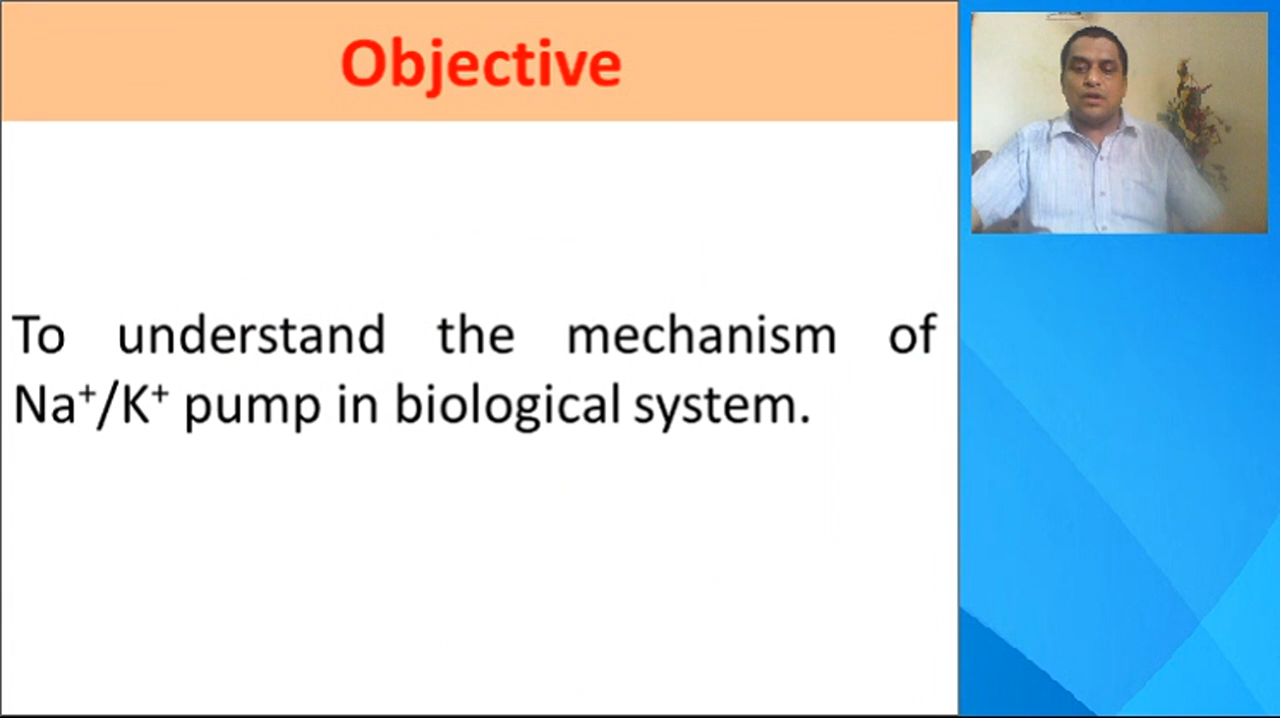 Objective
To understand the mechanism of
Na⁺/K⁺ pump in biological system.